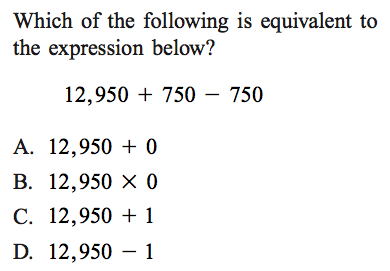 Which of the following is equivalent to
the expression below?
12,950 + 750 − 750
A. 12,950 + 0
B. 12,950 × 0
C. 12,950 + 1
D. 12,950 − 1